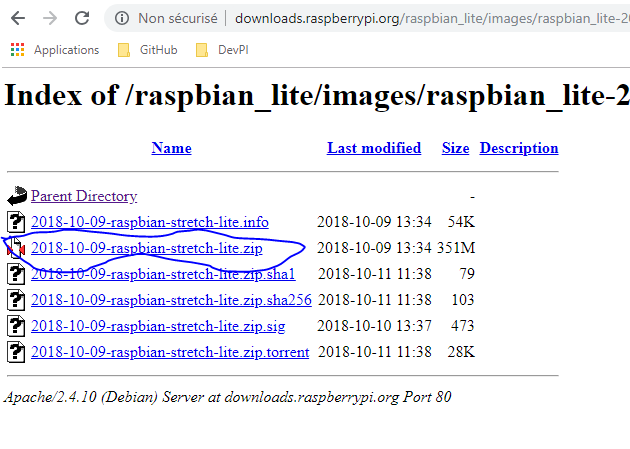 Non sécurisé | downloads.raspberrypi.org/raspbian_lite/images/raspbian_lite-20
Applications GitHub DevPI
Index of /raspbian_lite/images/raspbian_lite-2
Name Last modified Size Description
Parent Directory -
2018-10-09-raspbian-stretch-lite.info 2018-10-09 13:34 54K
2018-10-09-raspbian-stretch-lite.zip 2018-10-09 13:34 351M
2018-10-09-raspbian-stretch-lite.zip.sha1 2018-10-11 11:38 79
2018-10-09-raspbian-stretch-lite.zip.sha256 2018-10-11 11:38 103
2018-10-09-raspbian-stretch-lite.zip.sig 2018-10-10 13:37 473
2018-10-09-raspbian-stretch-lite.zip.torrent 2018-10-11 11:38 28K
Apache/2.4.10 (Debian) Server at downloads.raspberrypi.org Port 80